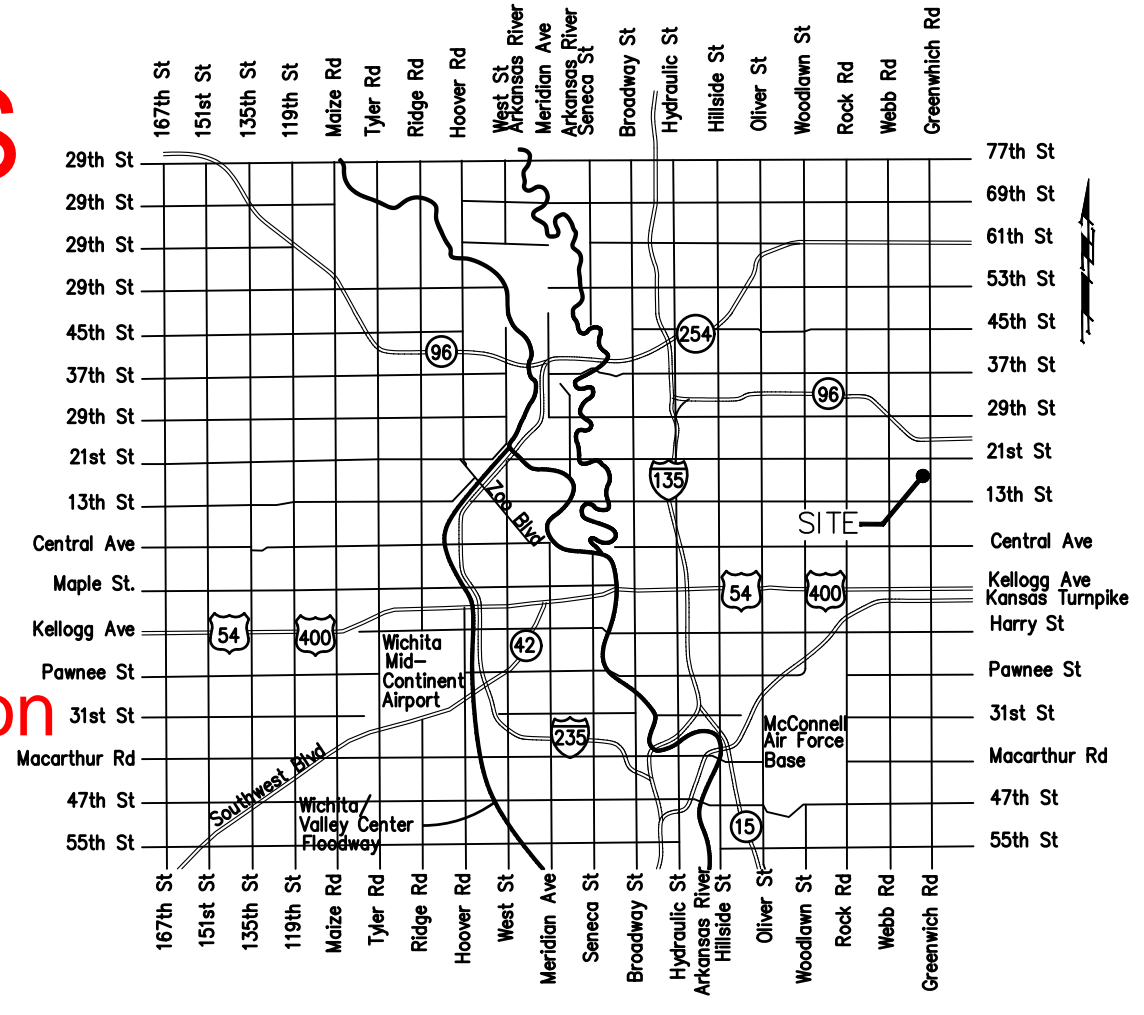 167th St
151st St
135th St
119th St
Maize Rd
Tyler Rd
Ridge Rd
Hoover Rd
West St
Arkansas River
Meridian Ave
Arkansas River
Seneca St
Broadway St
Hydraulic St
Hillside St
Oliver St
Woodlawn St
Rock Rd
Webb Rd
Greenwhich Rd
S
29th St
29th St
29th St
29th St
45th St
37th St
29th St
21st St
13th St
Central Ave
Maple St.
Kellogg Ave
Pawnee St
31st St
on
Macarthur Rd
47th St
55th St
77th St
69th St
61th St
53th St
45th St
37th St
29th St
21st St
13th St
Central Ave
Kellogg Ave
Kansas Turnpike
Harry St
Pawnee St
31st St
Macarthur Rd
47th St
55th St
254
96
96
135
Zoo Blvd
SITE
54
400
54
400
42
Wichita
Mid-
Continent
Airport
235
McConnell
Air Force
Base
Southwest Blvd
Wichita/
Valley Center
Floodway
15
167th St
151st St
135th St
119th St
Maize Rd
Tyler Rd
Ridge Rd
Hoover Rd
West St
Meridian Ave
Seneca St
Broadway St
Hydraulic St
Arkansas River
Hillside St
Oliver St
Woodlawn St
Rock Rd
Webb Rd
Greenwich Rd